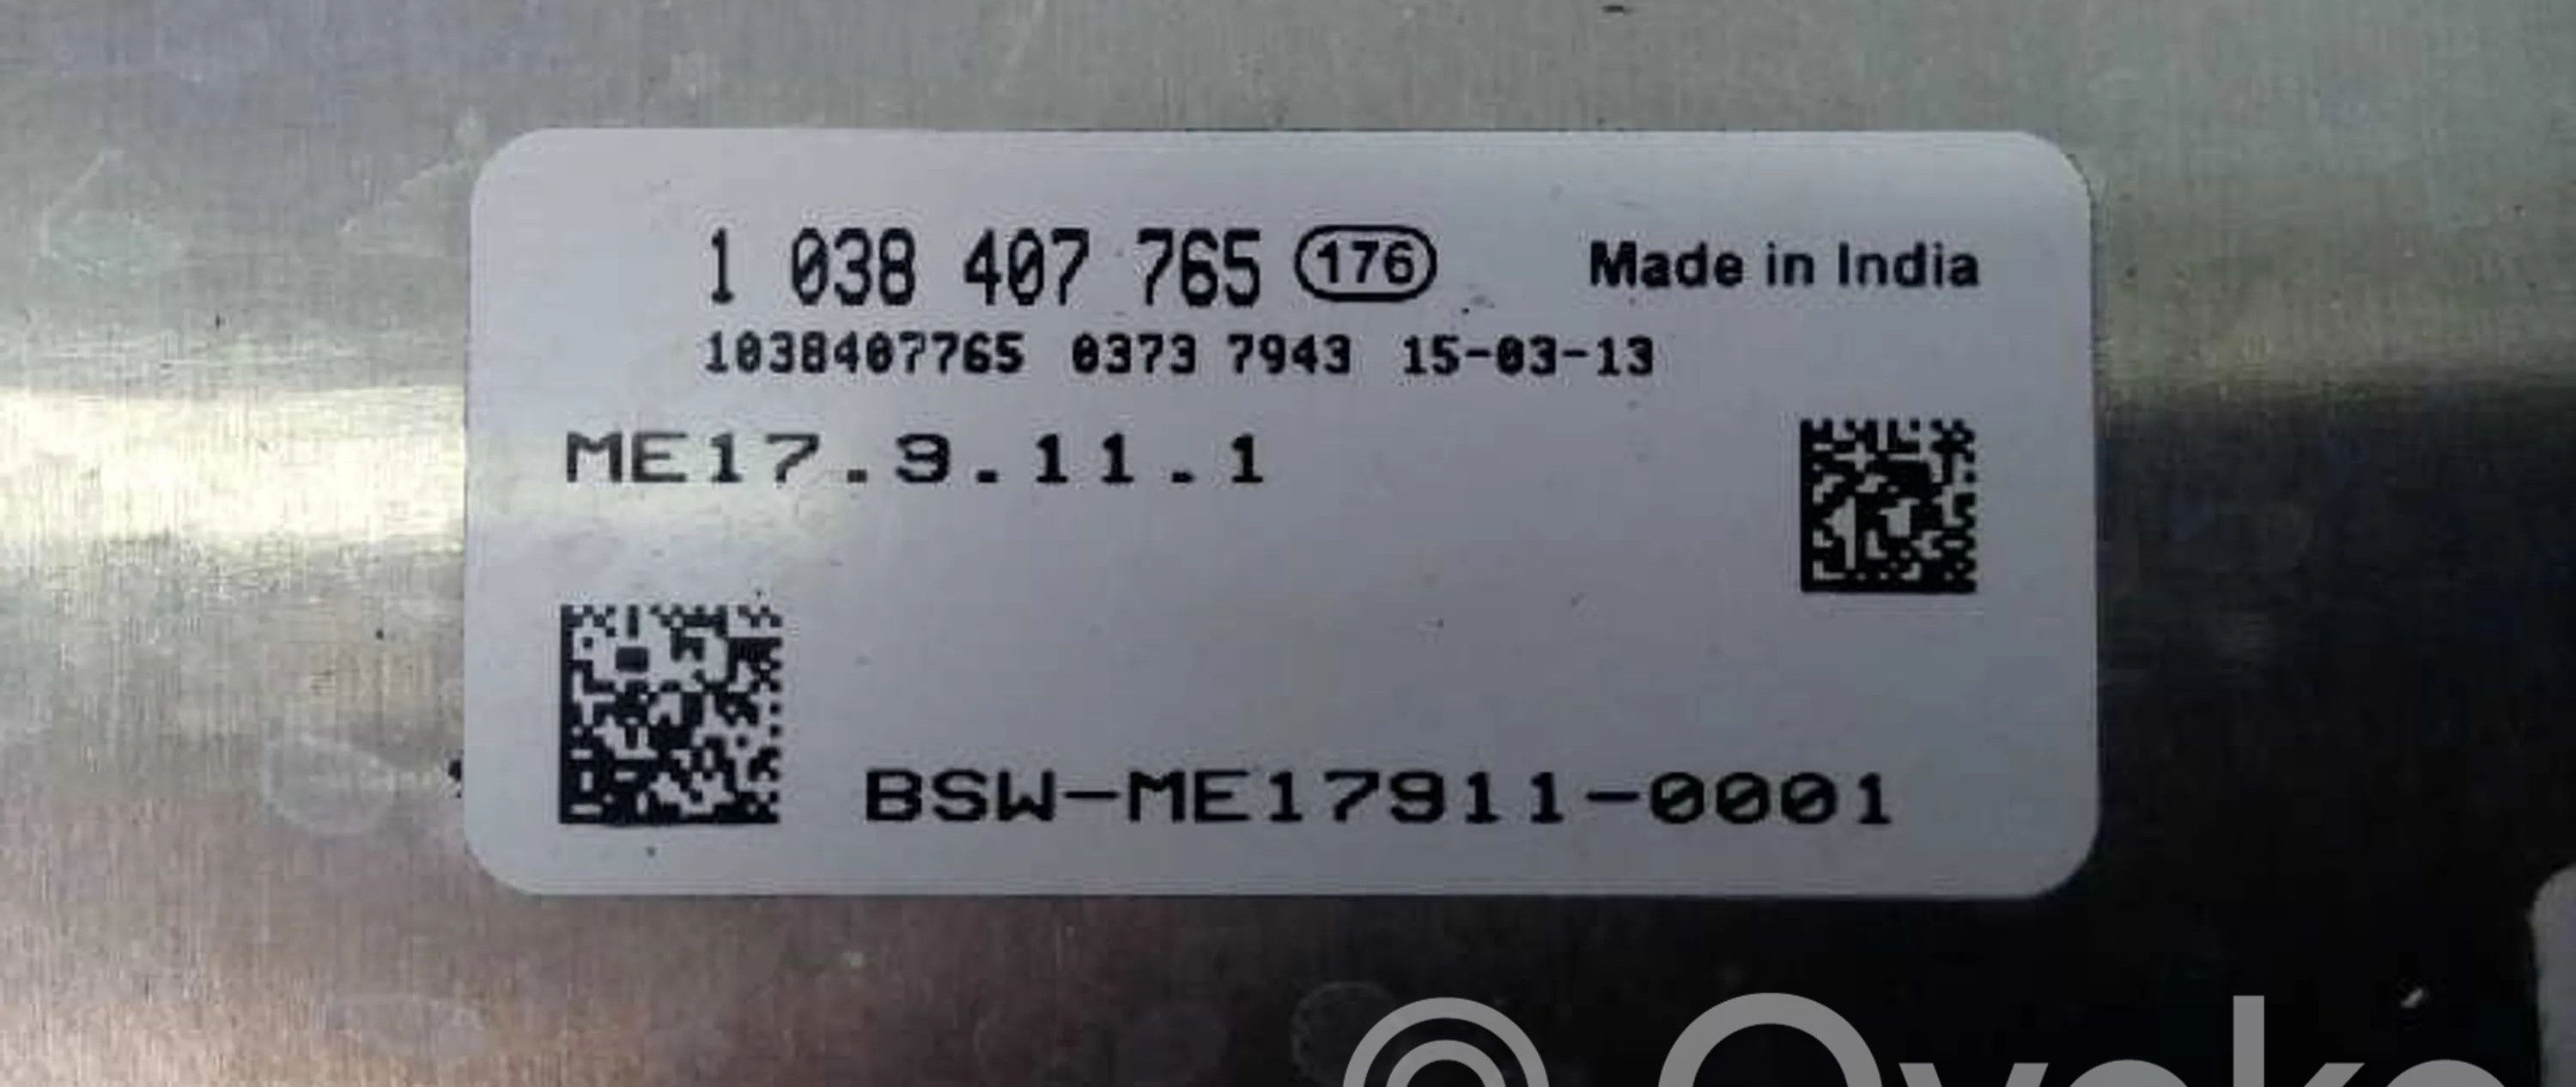 1 038 407 765 176 Made in India
1038407765 0373 7943 15-03-13
ME17.9.11.1
BSW-ME17911-0001